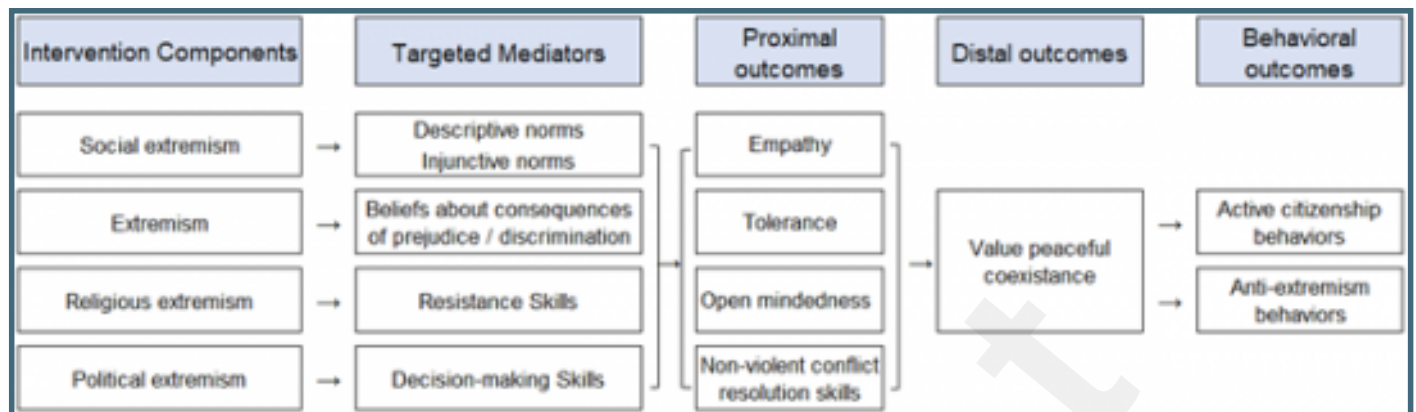 Intervention Components
Targeted Mediators
Proximal
outcomes
Distal outcomes
Behavioral
outcomes
Social extremism
→
Descriptive norms
Injunctive norms
Empathy
Extremism
→
Beliefs about consequences
of prejudice / discrimination
Tolerance
Religious extremism
→
Resistance Skills
Open mindedness
Political extremism
→
Decision-making Skills
Non-violent conflict
resolution skills
→
→
Value peaceful
coexistance
→
Active citizenship
behaviors
→
Anti-extremism
behaviors
t